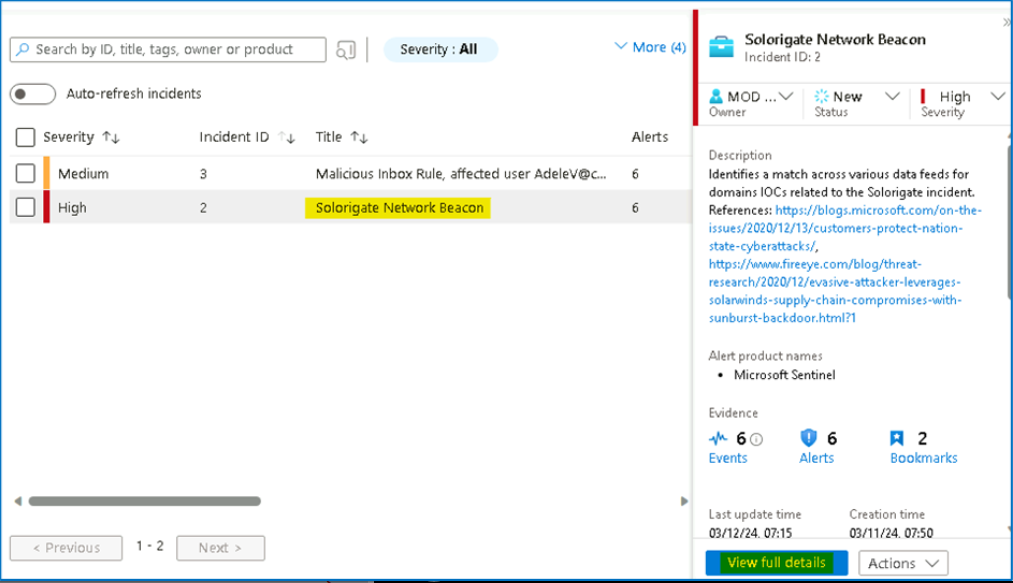 Search by ID, title, tags, owner or product
Severity : All
More (4)
Auto-refresh incidents
Severity ↑↓ Incident ID ↑↓ Title ↑↓ Alerts
Medium 3 Malicious Inbox Rule, affected user AdeleV@c... 6
High 2 Solorigate Network Beacon 6
< Previous 1 - 2 Next >
»
Solorigate Network Beacon
Incident ID: 2
MOD ... New High
Owner Status Severity
Description
Identifies a match across various data feeds for
domains IOCs related to the Solorigate incident.
References: https://blogs.microsoft.com/on-the-
issues/2020/12/13/customers-protect-nation-
state-cyberattacks/,
https://www.fireeye.com/blog/threat-
research/2020/12/evasive-attacker-leverages-
solarwinds-supply-chain-compromises-with-
sunburst-backdoor.html?1
Alert product names
• Microsoft Sentinel
Evidence
6 6 2
Events Alerts Bookmarks
Last update time Creation time
03/12/24, 07:15 03/11/24, 07:50
View full details Actions